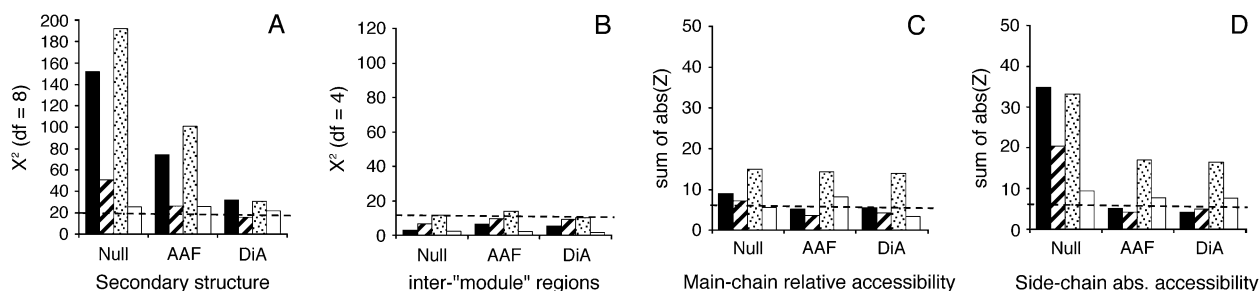 A
X² (df = 8)
200
180
160
140
120
100
80
60
40
20
0
Null AAF DiA
Secondary structure
B
X² (df = 4)
120
100
80
60
40
20
0
Null AAF DiA
inter-"module" regions
C
sum of abs(Z)
50
40
30
20
10
0
Null AAF DiA
Main-chain relative accessibility
D
sum of abs(Z)
50
40
30
20
10
0
Null AAF DiA
Side-chain abs. accessibility